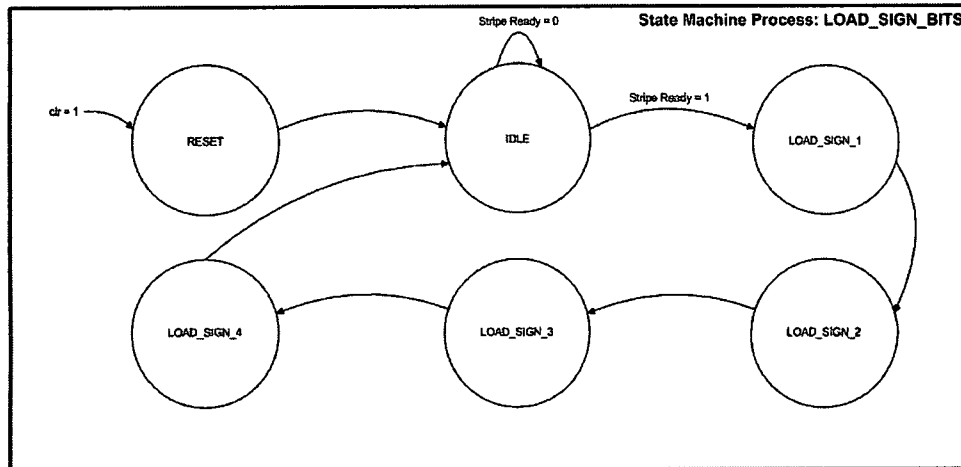 State Machine Process: LOAD_SIGN_BITS
Stripe Ready = 0
clr = 1
RESET
IDLE
Stripe Ready = 1
LOAD_SIGN_1
LOAD_SIGN_4
LOAD_SIGN_3
LOAD_SIGN_2